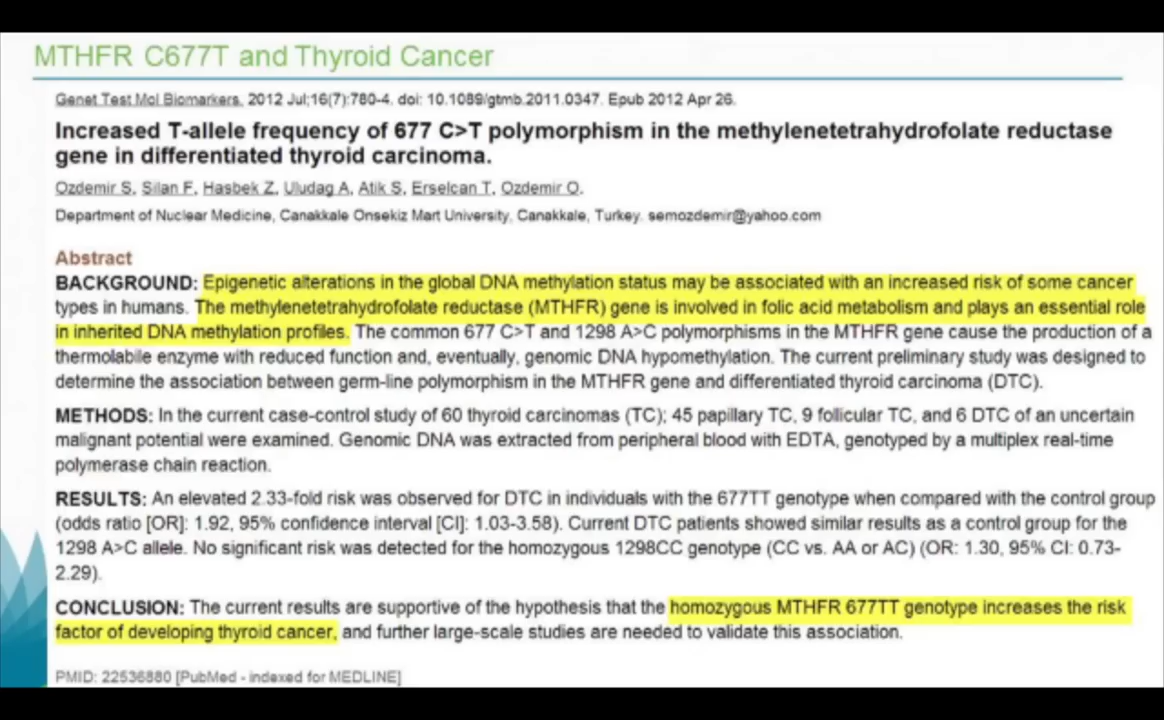 MTHFR C677T and Thyroid Cancer
Genet Test Mol Biomarkers. 2012 Jul;16(7):780-4. doi: 10.1089/gtmb.2011.0347. Epub 2012 Apr 26.
Increased T-allele frequency of 677 C>T polymorphism in the methylenetetrahydrofolate reductase
gene in differentiated thyroid carcinoma.
Ozdemir S, Silan F, Hasbek Z, Uludag A, Atik S, Erselcan T, Ozdemir O.
Department of Nuclear Medicine, Canakkale Onsekiz Mart University, Canakkale, Turkey. semozdemir@yahoo.com
Abstract
BACKGROUND: Epigenetic alterations in the global DNA methylation status may be associated with an increased risk of some cancer
types in humans. The methylenetetrahydrofolate reductase (MTHFR) gene is involved in folic acid metabolism and plays an essential role
in inherited DNA methylation profiles. The common 677 C>T and 1298 A>C polymorphisms in the MTHFR gene cause the production of a
thermolabile enzyme with reduced function and, eventually, genomic DNA hypomethylation. The current preliminary study was designed to
determine the association between germ-line polymorphism in the MTHFR gene and differentiated thyroid carcinoma (DTC).
METHODS: In the current case-control study of 60 thyroid carcinomas (TC); 45 papillary TC, 9 follicular TC, and 6 DTC of an uncertain
malignant potential were examined. Genomic DNA was extracted from peripheral blood with EDTA, genotyped by a multiplex real-time
polymerase chain reaction.
RESULTS: An elevated 2.33-fold risk was observed for DTC in individuals with the 677TT genotype when compared with the control group
(odds ratio [OR]: 1.92, 95% confidence interval [CI]: 1.03-3.58). Current DTC patients showed similar results as a control group for the
1298 A>C allele. No significant risk was detected for the homozygous 1298CC genotype (CC vs. AA or AC) (OR: 1.30, 95% CI: 0.73-
2.29).
CONCLUSION: The current results are supportive of the hypothesis that the homozygous MTHFR 677TT genotype increases the risk
factor of developing thyroid cancer, and further large-scale studies are needed to validate this association.
PMID: 22536880 [PubMed - indexed for MEDLINE]